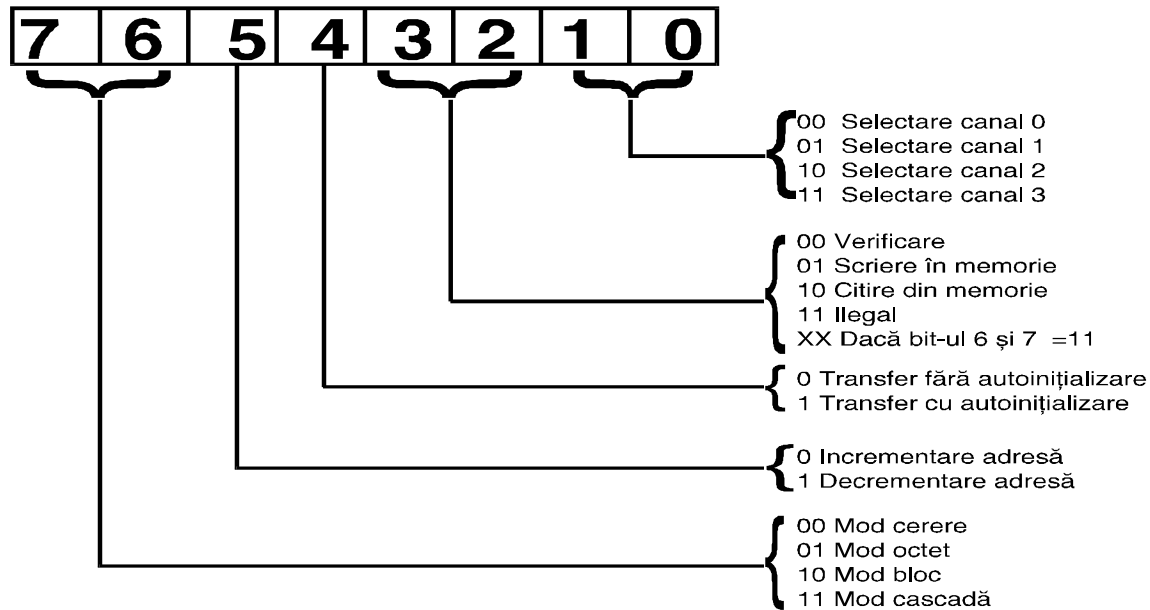 7 6 5 4 3 2 1 0
00 Selectare canal 0
01 Selectare canal 1
10 Selectare canal 2
11 Selectare canal 3
00 Verificare
01 Scriere în memorie
10 Citire din memorie
11 Ilegal
XX Dacă bit-ul 6 și 7 =11
0 Transfer fără autoinițializare
1 Transfer cu autoinițializare
0 Incrementare adresă
1 Decrementare adresă
00 Mod cerere
01 Mod octet
10 Mod bloc
11 Mod cascadă